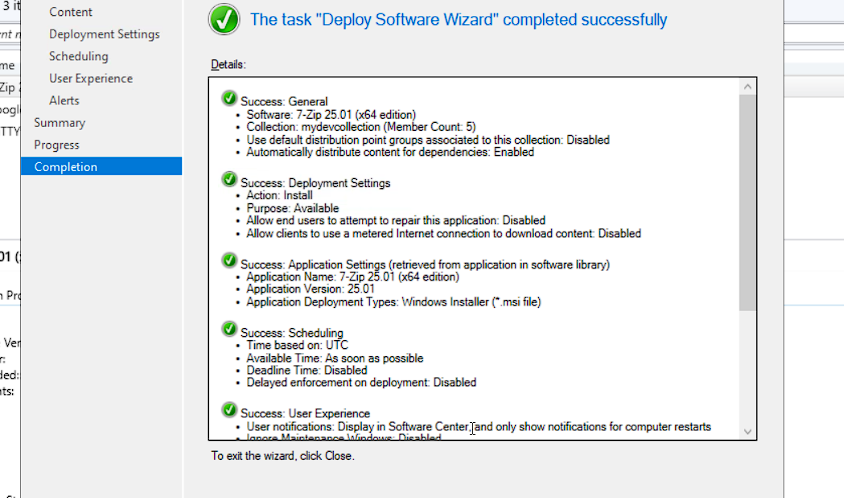 3 it
Content
The task "Deploy Software Wizard" completed successfully
Deployment Settings
Scheduling
Details:
User Experience
Alerts
Summary
Progress
Completion
Success: General
• Software: 7-Zip 25.01 (x64 edition)
• Collection: mydevcollection (Member Count: 5)
• Use default distribution point groups associated to this collection: Disabled
• Automatically distribute content for dependencies: Enabled
Success: Deployment Settings
• Action: Install
• Purpose: Available
• Allow end users to attempt to repair this application: Disabled
• Allow clients to use a metered Internet connection to download content: Disabled
Success: Application Settings (retrieved from application in software library)
• Application Name: 7-Zip 25.01 (x64 edition)
• Application Version: 25.01
• Application Deployment Types: Windows Installer (*.msi file)
Success: Scheduling
• Time based on: UTC
• Available Time: As soon as possible
• Deadline Time: Disabled
• Delayed enforcement on deployment: Disabled
Success: User Experience
• User notifications: Display in Software Center, and only show notifications for computer restarts
• Ignore Maintenance Windows: Disabled
To exit the wizard, click Close.